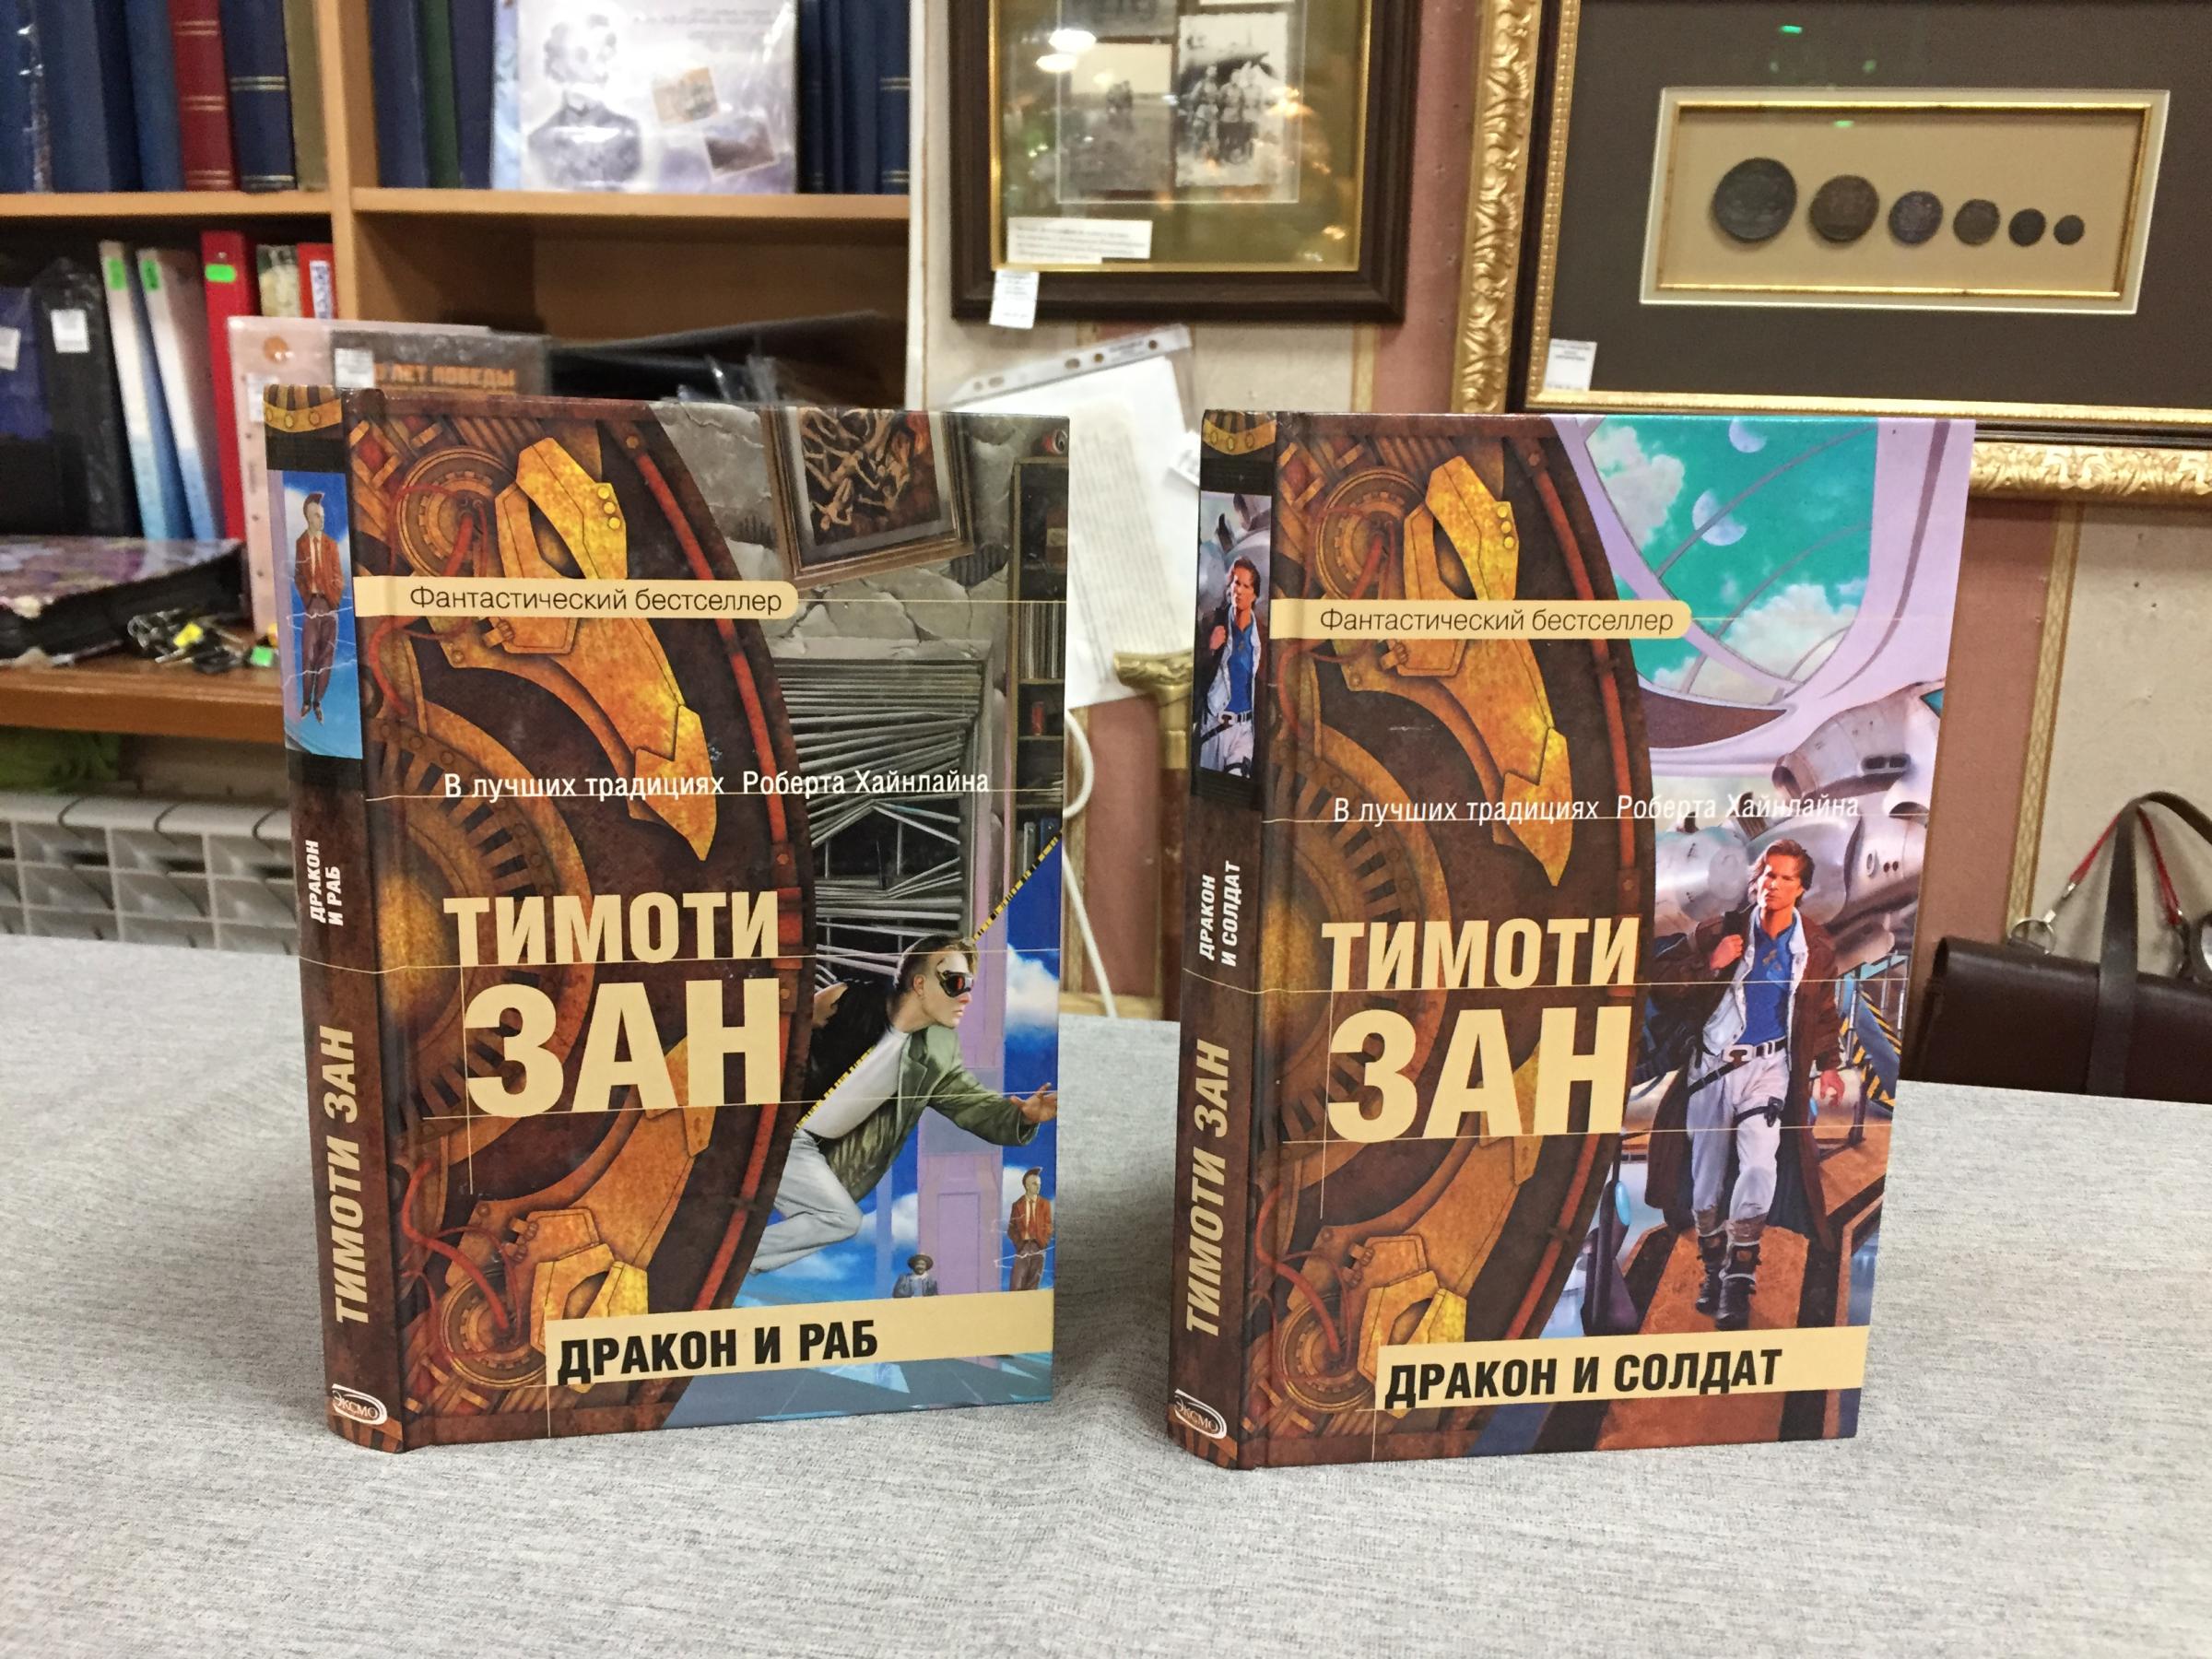 ЛЕТ ПОБЕДЫ
ДРАКОН
И РАБ
ТИМОТИ ЗАН
ЭКСМО
Фантастический бестселлер
В лучших традициях Роберта Хайнлайна
ТИМОТИ
ЗАН
ДРАКОН И РАБ
ДРАКОН
И СОЛДАТ
ТИМОТИ ЗАН
ЭКСМО
Фантастический бестселлер
В лучших традициях Роберта Хайнлайна
ТИМОТИ
ЗАН
ДРАКОН И СОЛДАТ